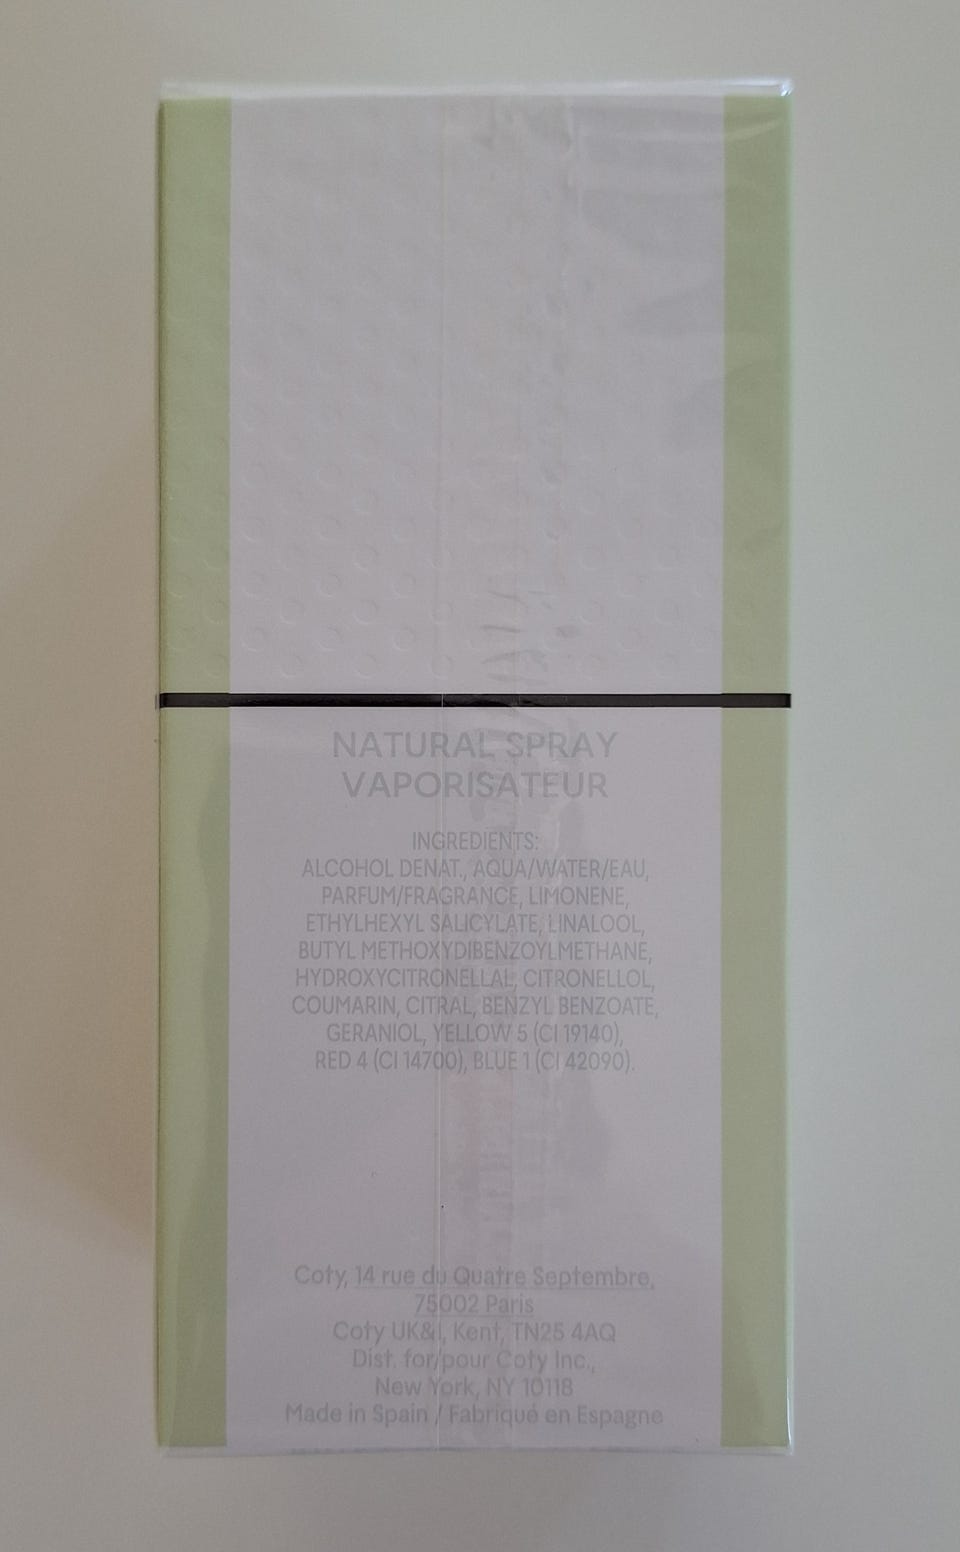 NATURAL SPRAY
VAPORISATEUR
INGREDIENTS:
ALCOHOL DENAT., AQUA/WATER/EAU,
PARFUM/FRAGRANCE, LIMONENE,
ETHYLHEXYL SALICYLATE, LINALOOL,
BUTYL METHOXYDIBENZOYLMETHANE,
HYDROXYCITRONELLAL, CITRONELLOL,
COUMARIN, CITRAL, BENZYL BENZOATE,
GERANIOL, YELLOW 5 (CI 19140),
RED 4 (CI 14700), BLUE 1 (CI 42090).
Coty, 14 rue du Quatre Septembre,
75002 Paris
Coty UK&I, Kent, TN25 4AQ
Dist. for/pour Coty Inc.,
New York, NY 10118
Made in Spain / Fabriqué en Espagne